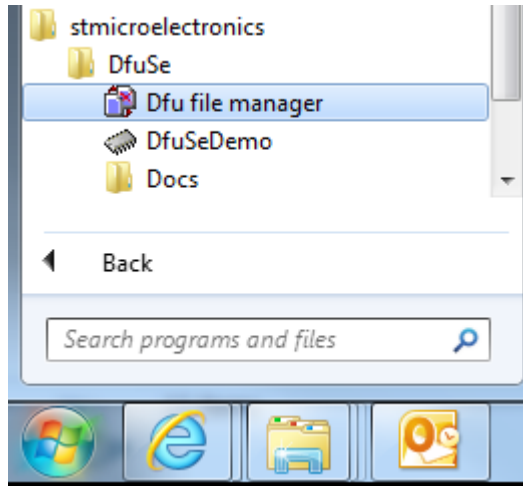 stmicroelectronics
DfuSe
Dfu file manager
DfuSeDemo
Docs
Back
Search programs and files